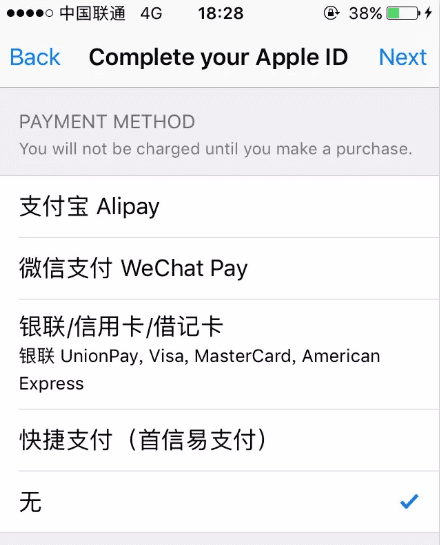 中国联通 4G 18:28 38%
Back Complete your Apple ID Next
PAYMENT METHOD
You will not be charged until you make a purchase.
支付宝 Alipay
微信支付 WeChat Pay
银联/信用卡/借记卡
银联 UnionPay, Visa, MasterCard, American
Express
快捷支付（首信易支付）
无